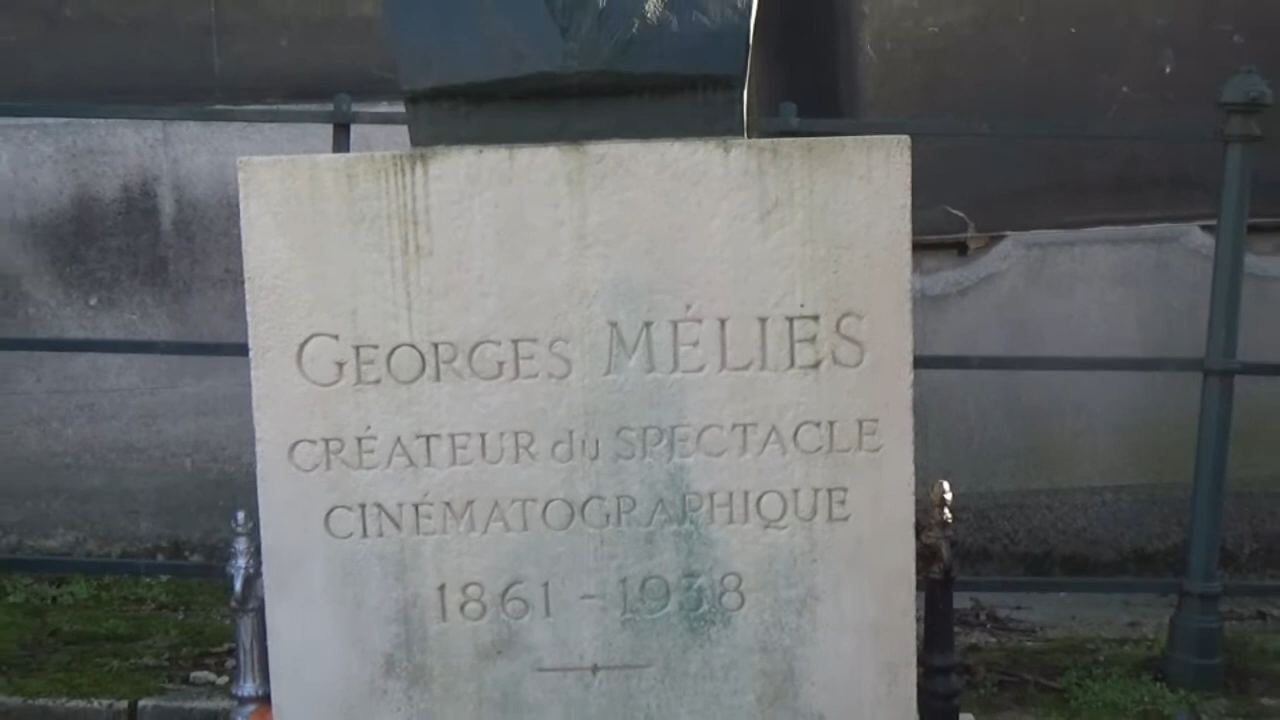 GEORGES MÉLIÈS
CRÉATEUR du SPECTACLE
CINÉMATOGRAPHIQUE
1861 - 1938